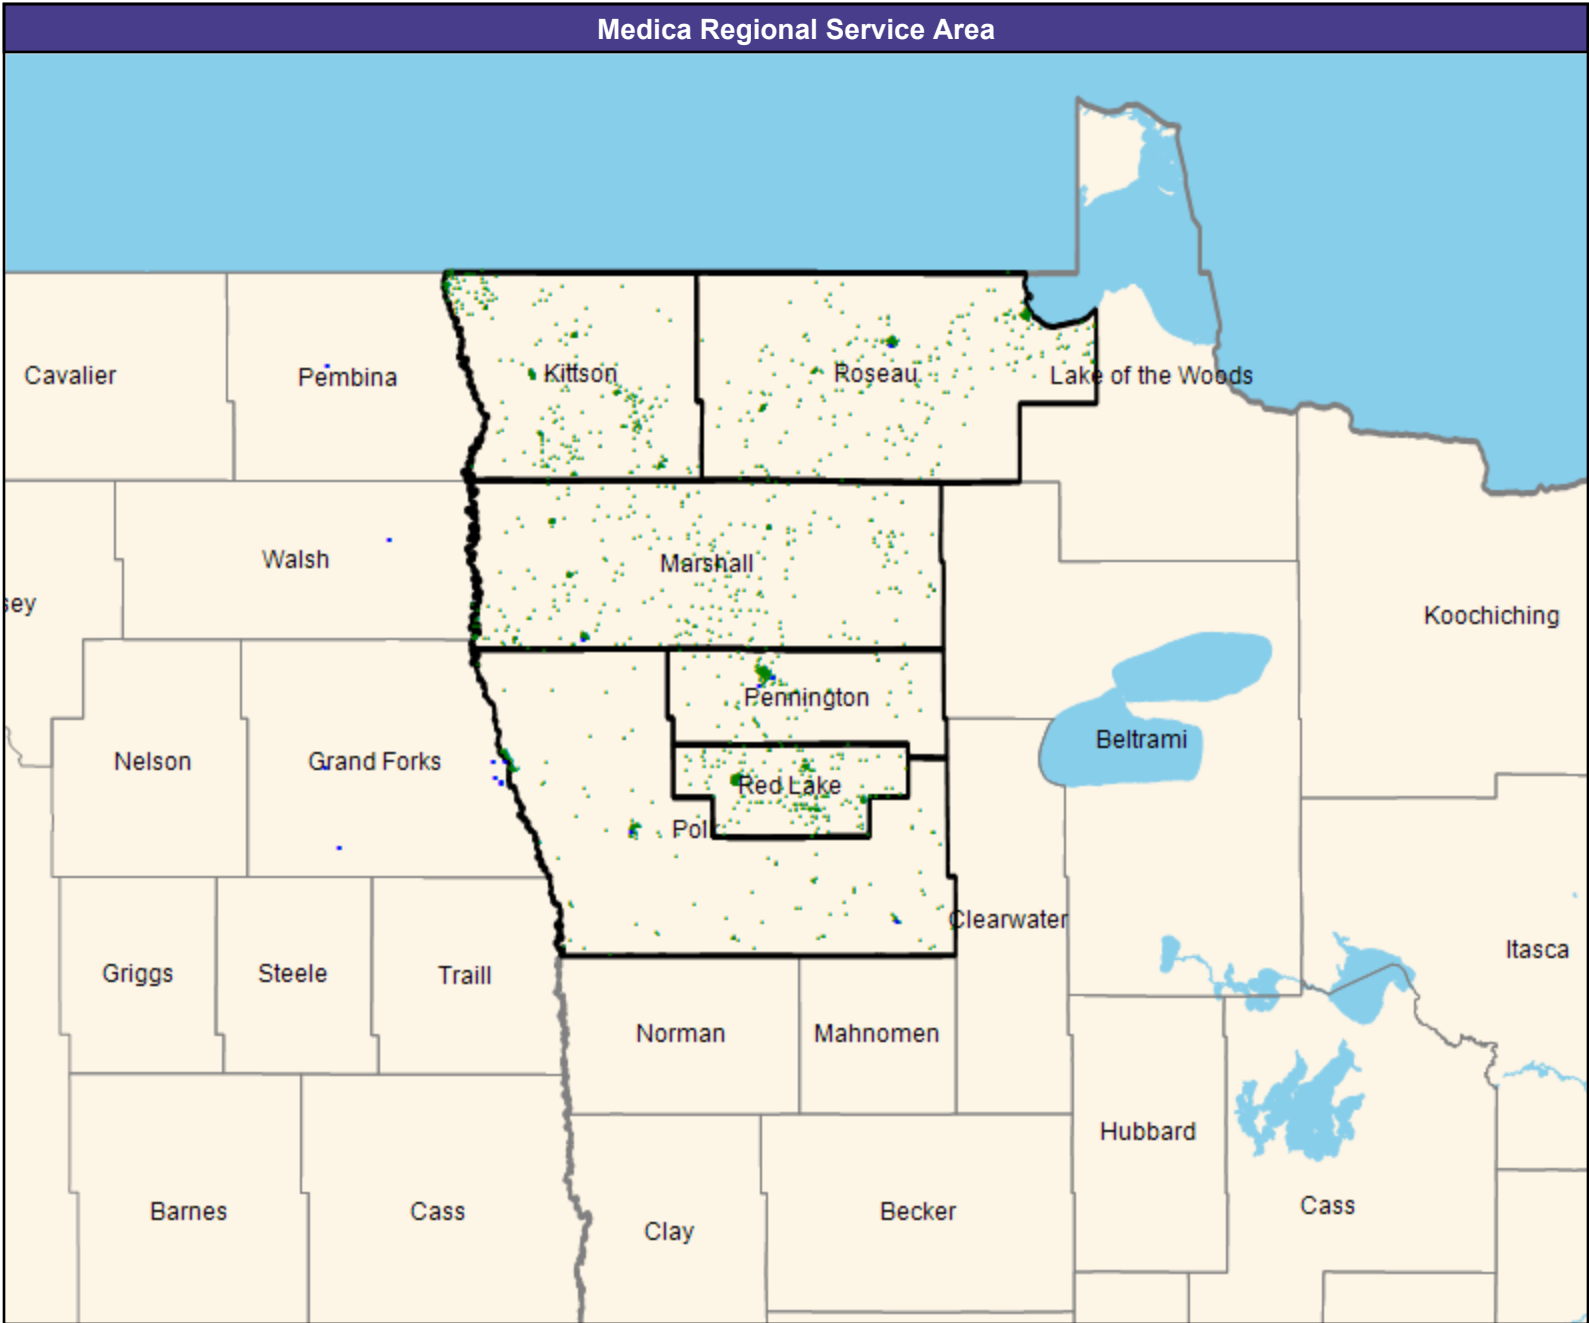 Medica Regional Service Area
Cavalier
Pembina
Kittson
Roseau
Lake of the Woods
Walsh
Marshall
sey
Koochiching
Pennington
Nelson
Grand Forks
Beltrami
Red Lake
Pol
Clearwater
Griggs
Steele
Traill
Itasca
Norman
Mahnomen
Hubbard
Barnes
Cass
Clay
Becker
Cass